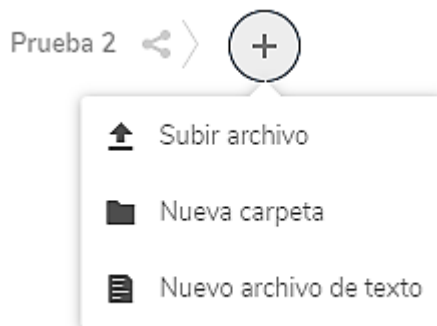 Prueba 2
Subir archivo
Nueva carpeta
Nuevo archivo de texto